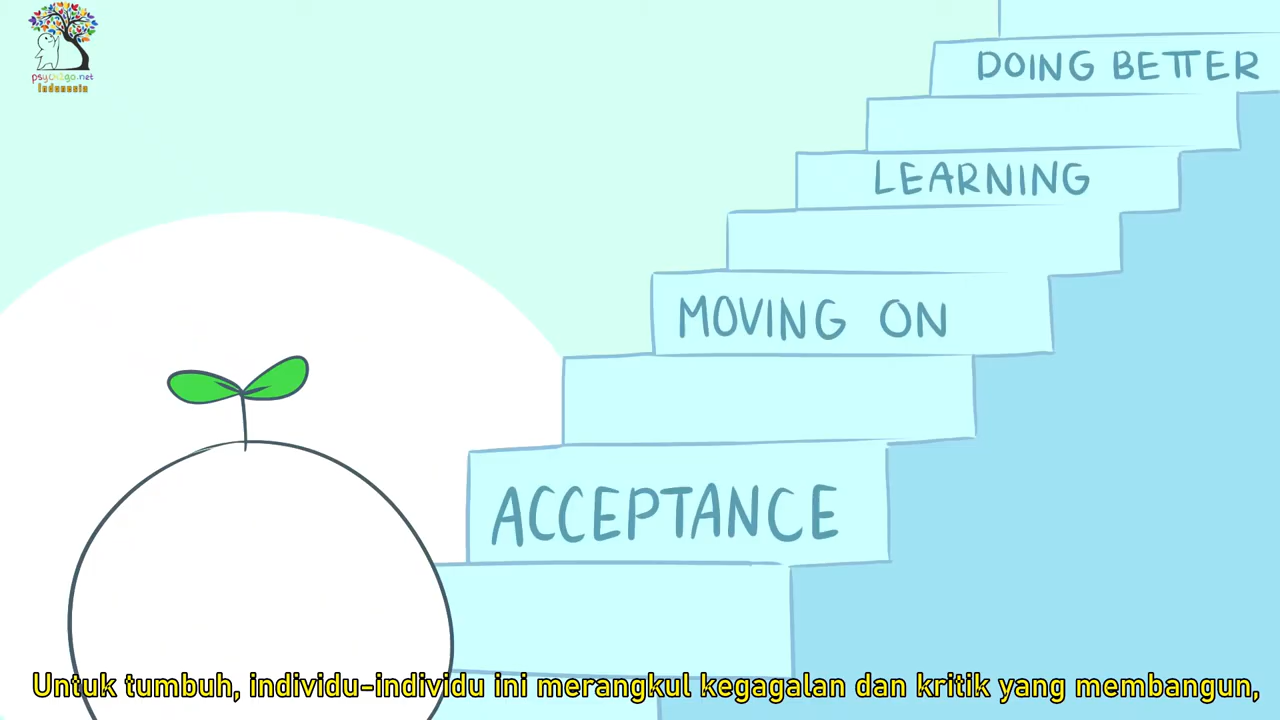 psych2go.net
Indonesia
DOING BETTER
LEARNING
MOVING ON
ACCEPTANCE
Untuk tumbuh, individu-individu ini merangkul kegagalan dan kritik yang membangun,